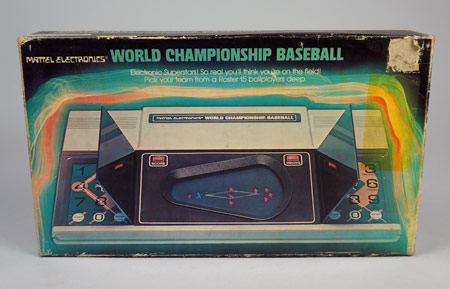 MATTEL ELECTRONICS® WORLD CHAMPIONSHIP BASEBALL
Electronic Superstars! So real you'll think you're on the field!
Pick your team from a Roster 15 ballplayers deep.
MATTEL ELECTRONICS® WORLD CHAMPIONSHIP BASEBALL